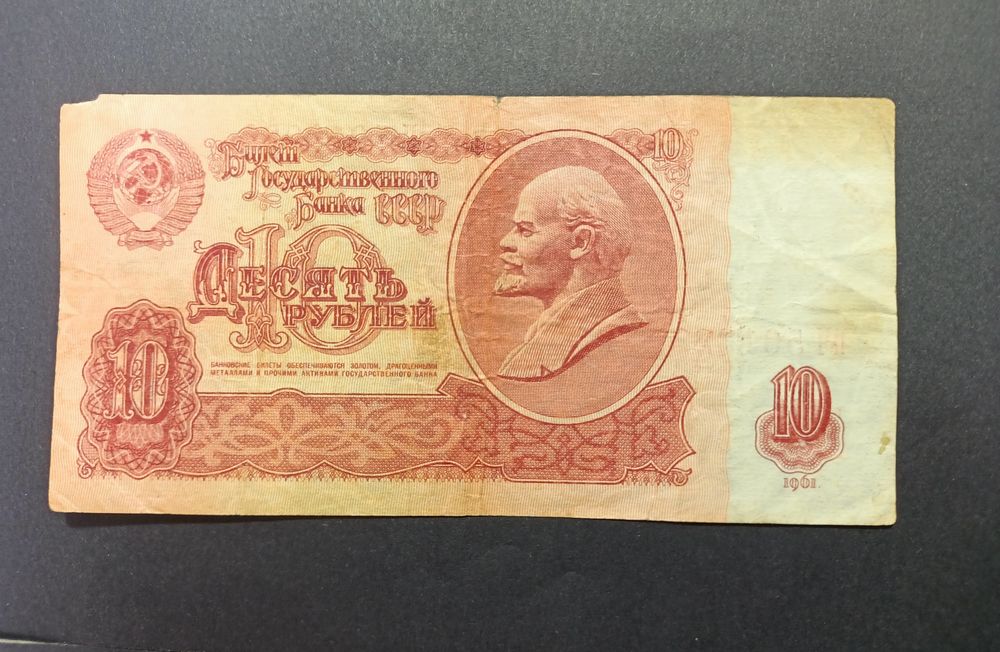 Билет
Государственного
Банка СССР
10
10
Десять
рублей
БАНКОВСКИЕ БИЛЕТЫ ОБЕСПЕЧИВАЮТСЯ ЗОЛОТОМ, ДРАГОЦЕННЫМИ
МЕТАЛЛАМИ И ПРОЧИМИ АКТИВАМИ ГОСУДАРСТВЕННОГО БАНКА
10
10
1961